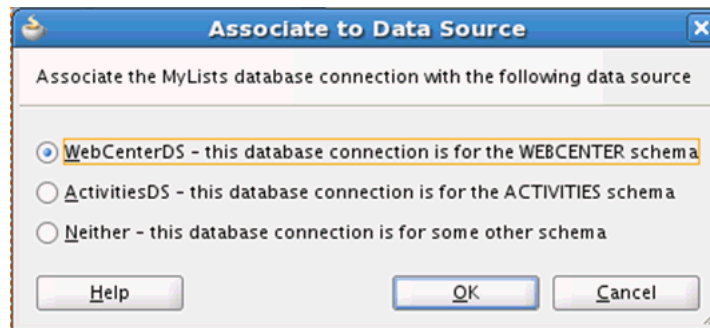 Associate to Data Source
Associate the MyLists database connection with the following data source
WebCenterDS - this database connection is for the WEBCENTER schema
ActivitiesDS - this database connection is for the ACTIVITIES schema
Neither - this database connection is for some other schema
Help OK Cancel